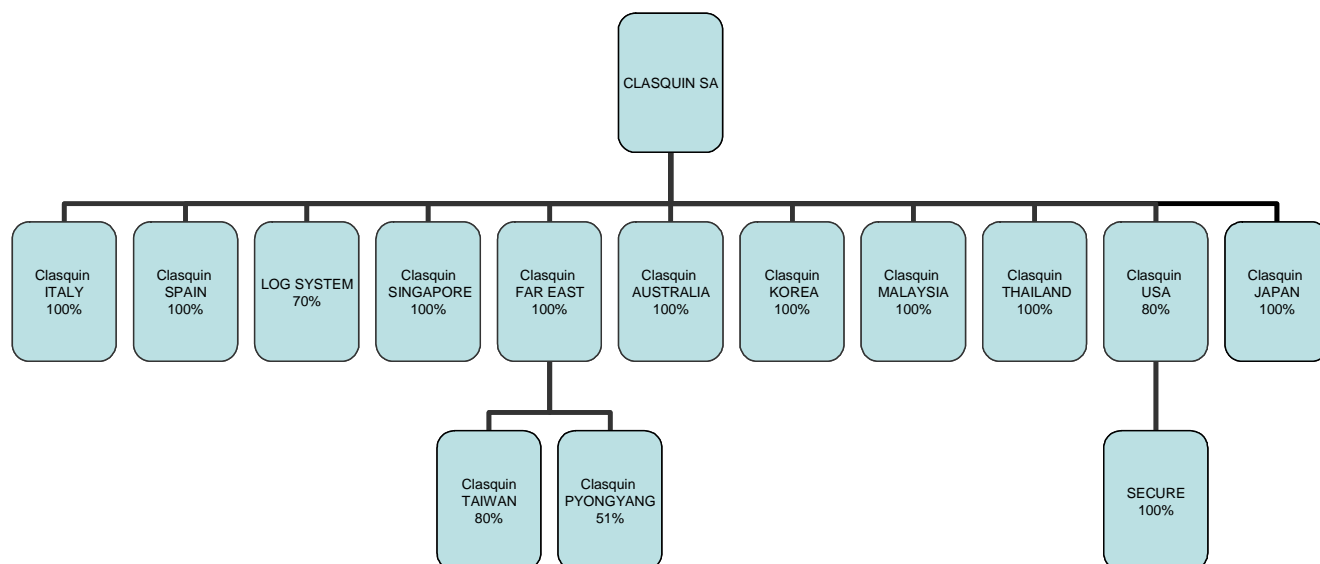 CLASQUIN SA
Clasquin
ITALY
100%
Clasquin
SPAIN
100%
LOG SYSTEM
70%
Clasquin
SINGAPORE
100%
Clasquin
FAR EAST
100%
Clasquin
AUSTRALIA
100%
Clasquin
KOREA
100%
Clasquin
MALAYSIA
100%
Clasquin
THAILAND
100%
Clasquin
USA
80%
Clasquin
JAPAN
100%
Clasquin
TAIWAN
80%
Clasquin
PYONGYANG
51%
SECURE
100%